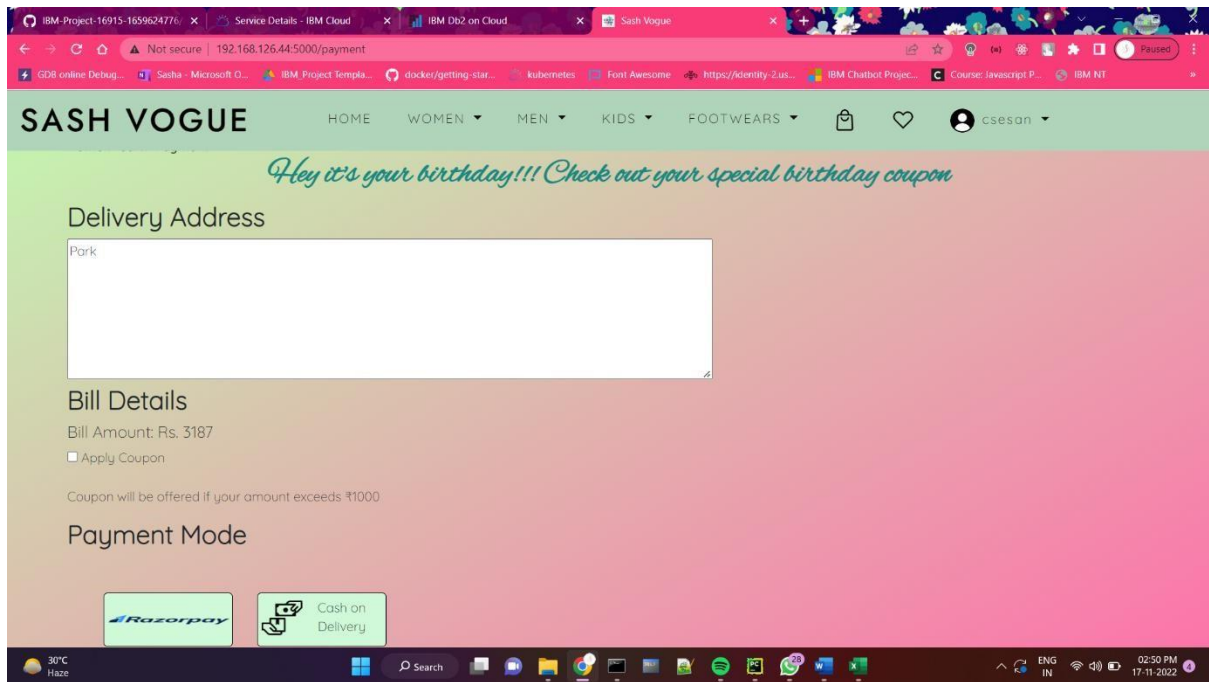 IBM-Project-16915-1659624776/
Service Details - IBM Cloud
IBM Db2 on Cloud
Sash Vogue
Not secure | 192.168.126.44:5000/payment
Paused
GDB online Debug...
Sasha - Microsoft O...
IBM_Project Templa...
docker/getting-star...
kubernetes
Font Awesome
https://identity-2.us...
IBM Chatbot Projec...
Course: Javascript P...
IBM NT
SASH VOGUE
HOME
WOMEN
MEN
KIDS
FOOTWEARS
csesan
Hey it's your birthday!!! Check out your special birthday coupon
Delivery Address
Park
Bill Details
Bill Amount: Rs. 3187
Apply Coupon
Coupon will be offered if your amount exceeds ₹1000
Payment Mode
Razorpay
Cash on
Delivery
30°C
Haze
Search
28
ENG
IN
02:50 PM
17-11-2022
4